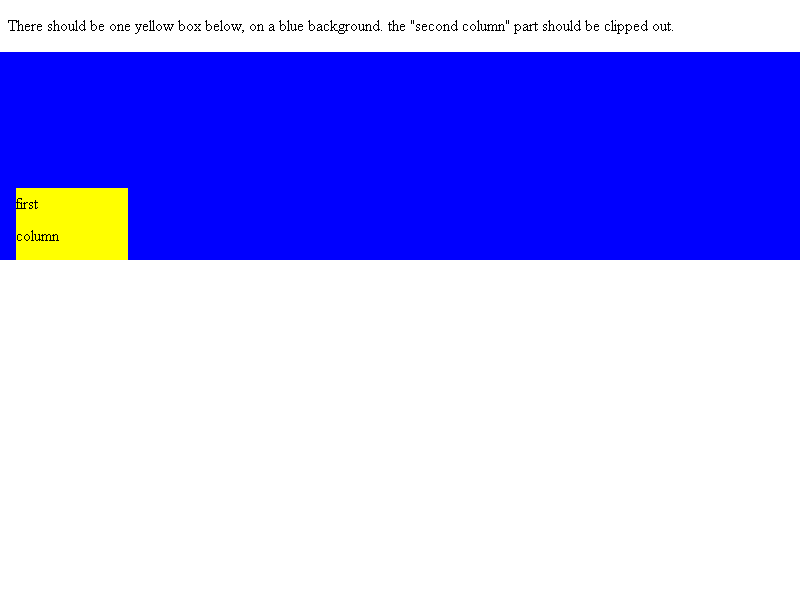 There should be one yellow box below, on a blue background. the "second column" part should be clipped out.
first
column